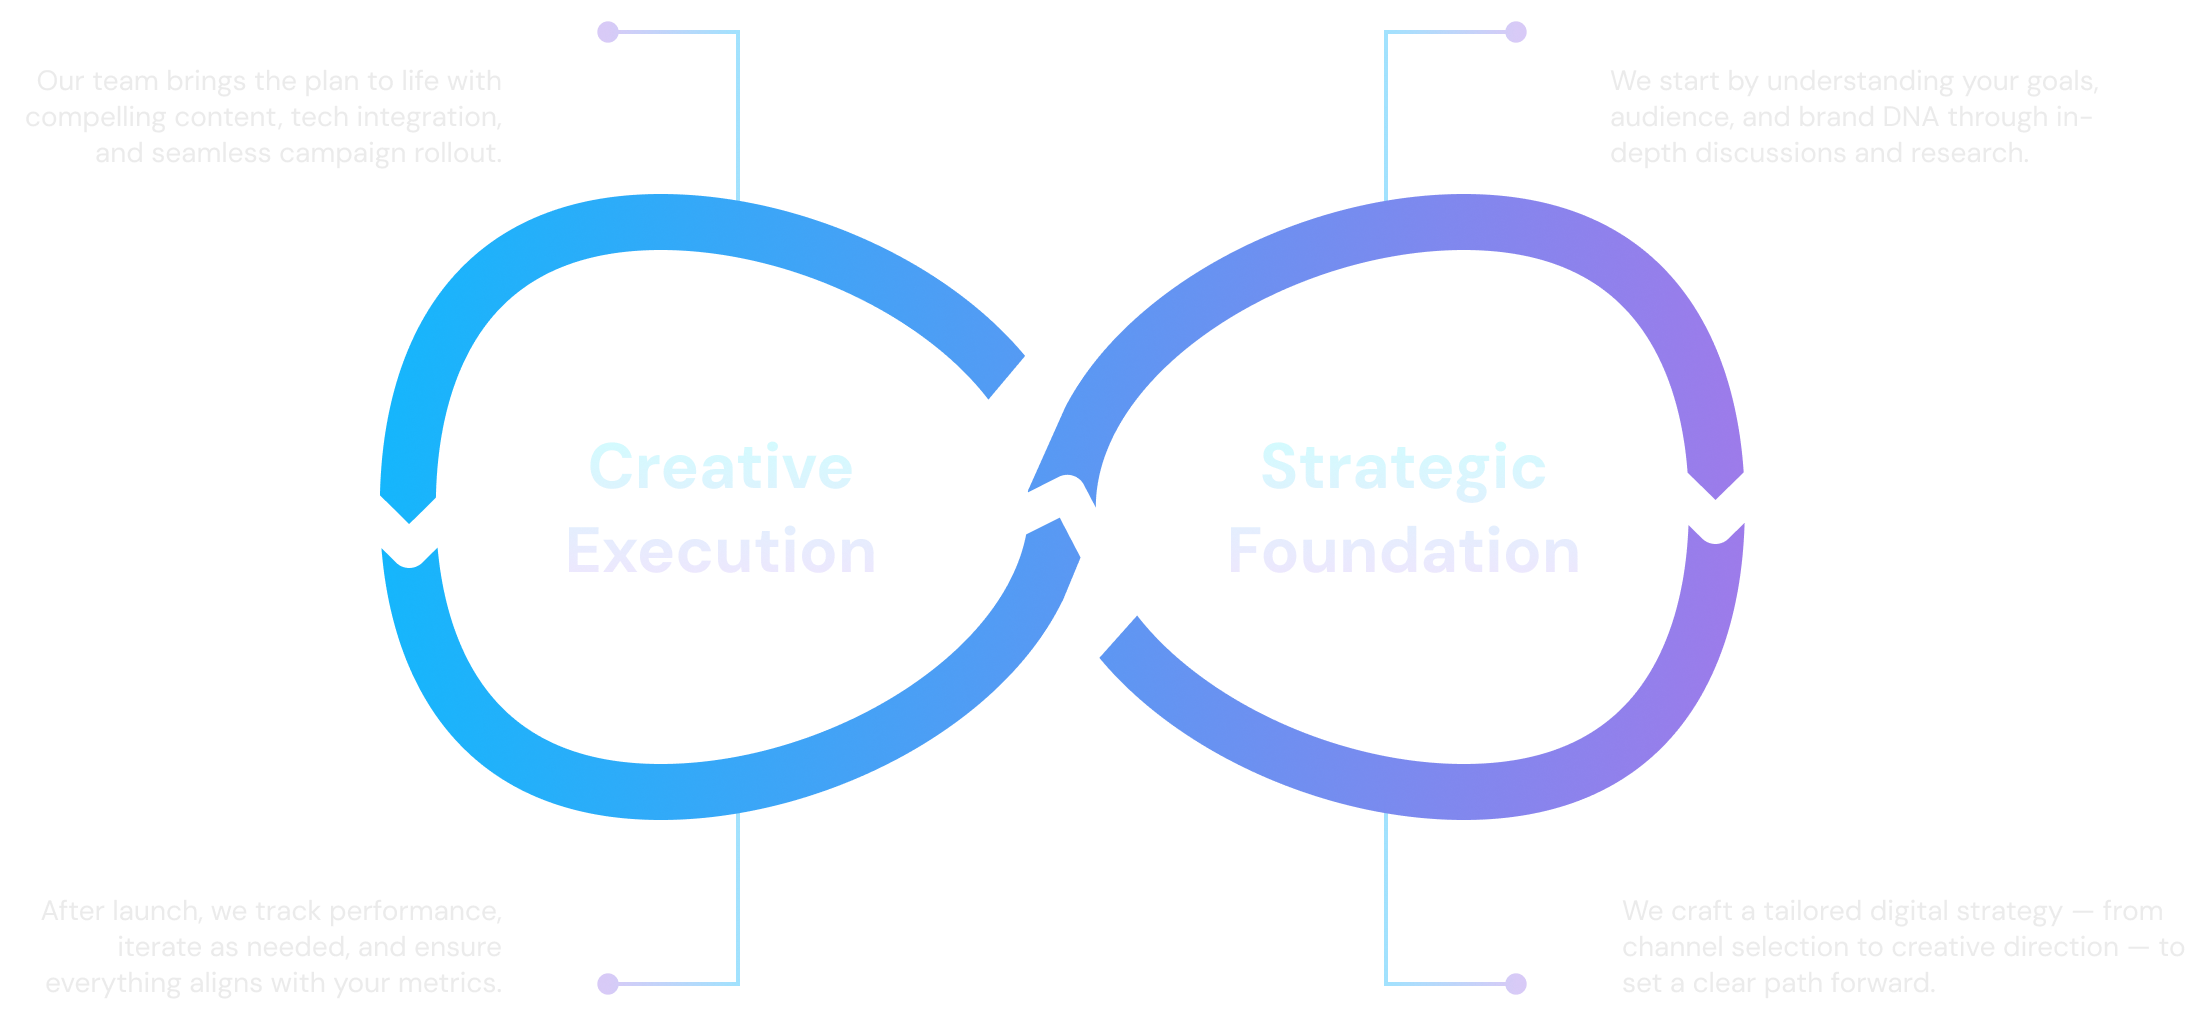 Our team brings the plan to life with
compelling content, tech integration,
and seamless campaign rollout.
We start by understanding your goals,
audience, and brand DNA through in-
depth discussions and research.
Creative
Execution
Strategic
Foundation
After launch, we track performance,
iterate as needed, and ensure
everything aligns with your metrics.
We craft a tailored digital strategy — from
channel selection to creative direction — to
set a clear path forward.